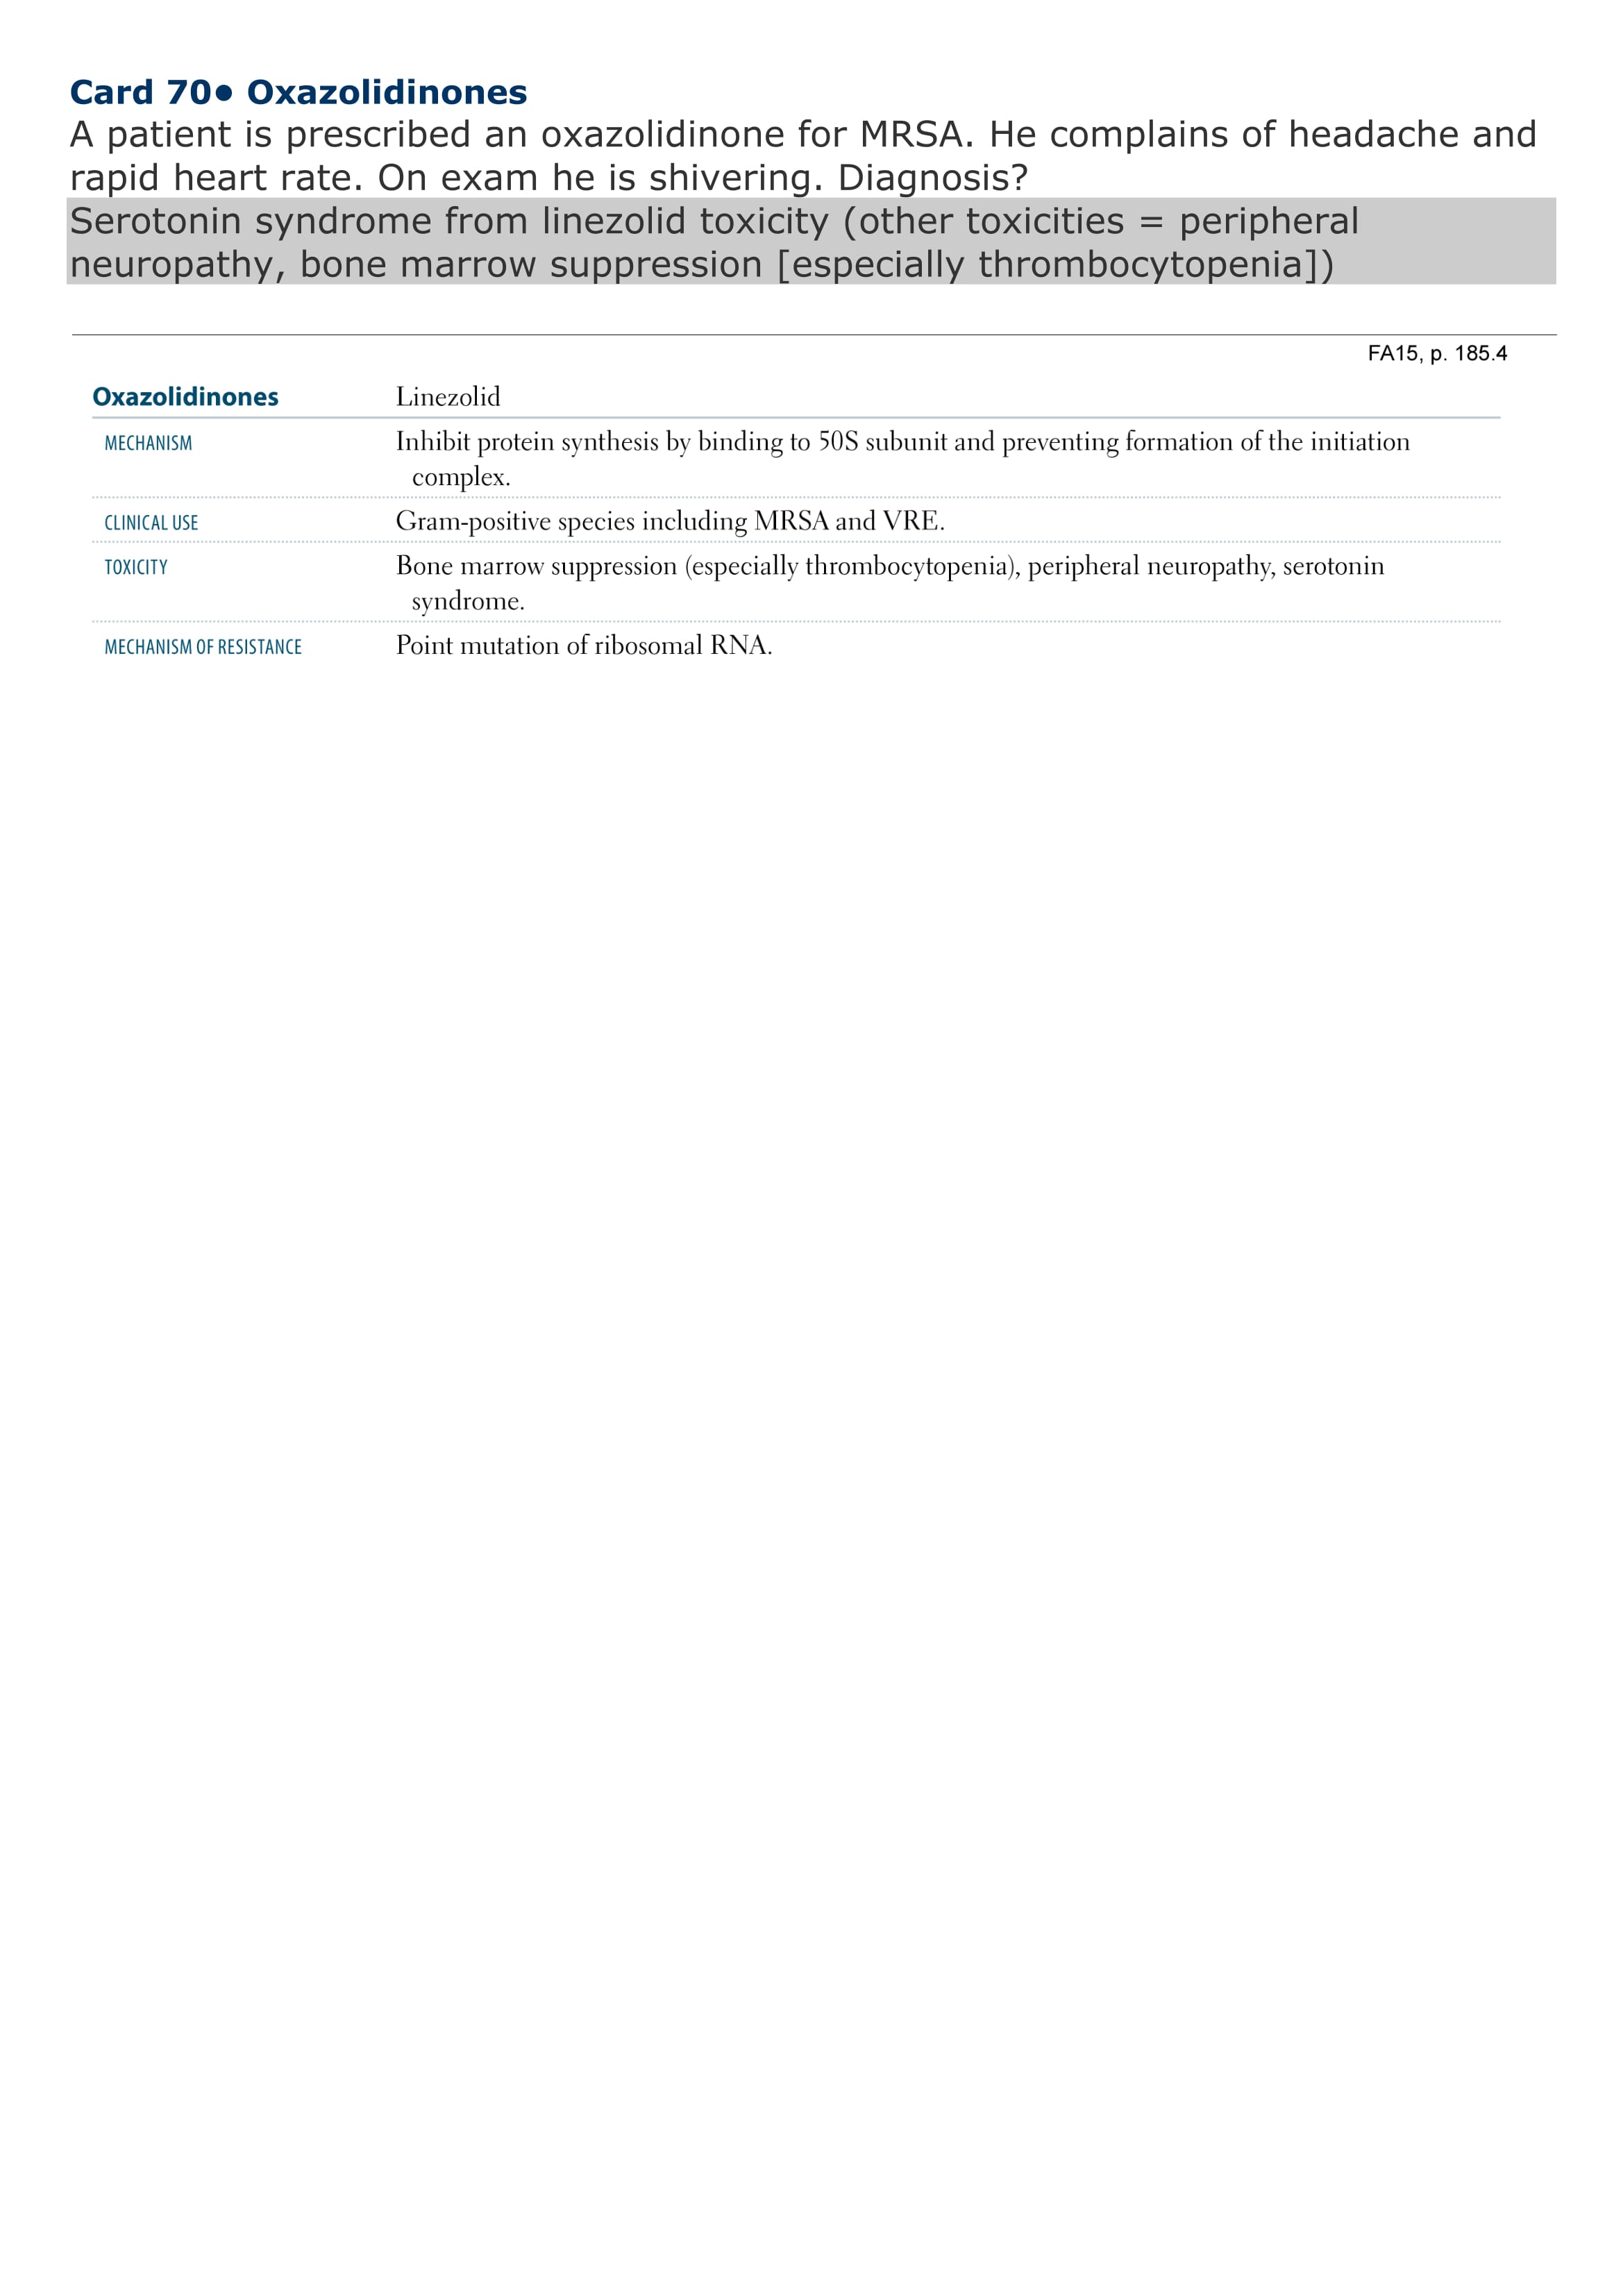 Card 70● Oxazolidinones
A patient is prescribed an oxazolidinone for MRSA. He complains of headache and
rapid heart rate. On exam he is shivering. Diagnosis?
Serotonin syndrome from linezolid toxicity (other toxicities = peripheral
neuropathy, bone marrow suppression [especially thrombocytopenia])
FA15, p. 185.4
Oxazolidinones Linezolid
MECHANISM Inhibit protein synthesis by binding to 50S subunit and preventing formation of the initiation
complex.
CLINICAL USE Gram-positive species including MRSA and VRE.
TOXICITY Bone marrow suppression (especially thrombocytopenia), peripheral neuropathy, serotonin
syndrome.
MECHANISM OF RESISTANCE Point mutation of ribosomal RNA.